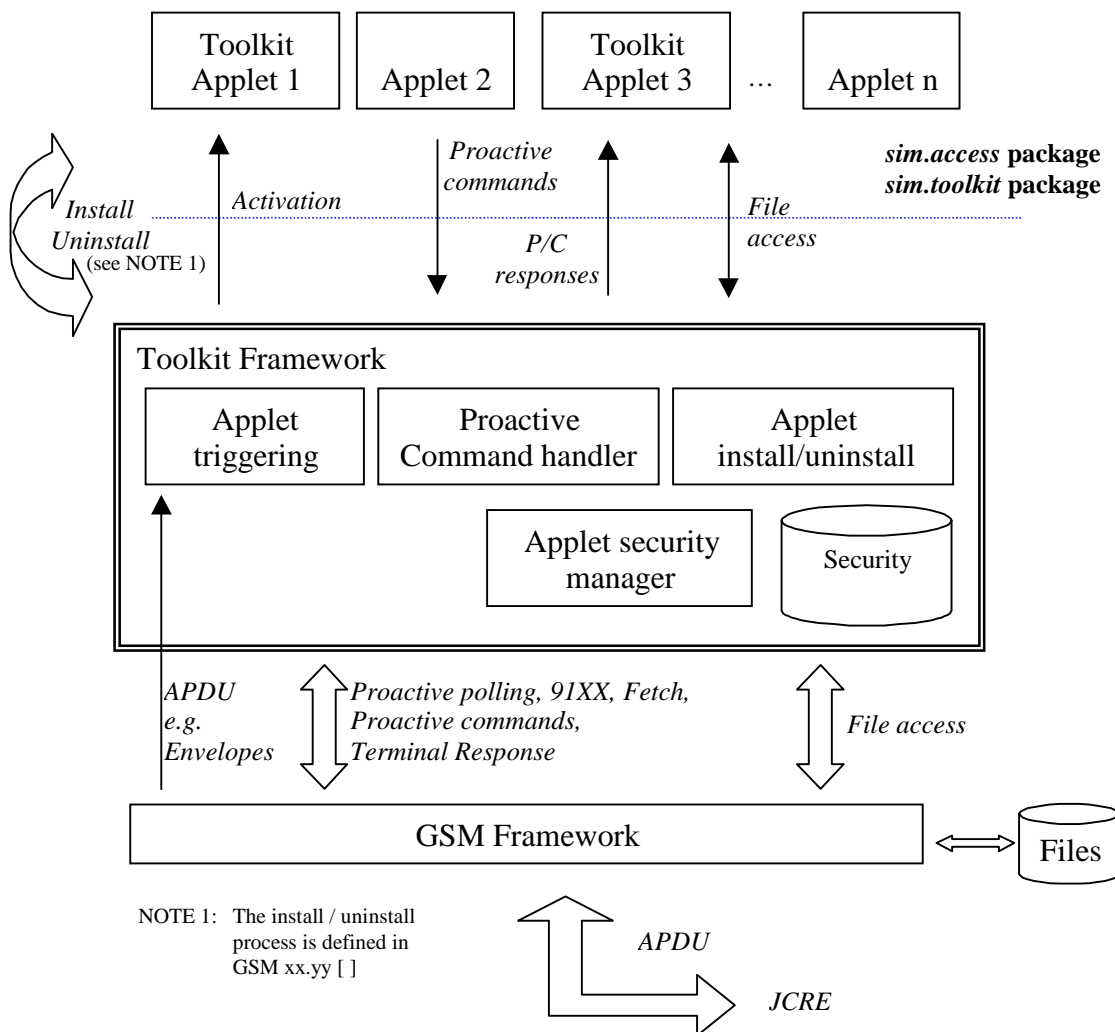 Toolkit
Applet 1
Applet 2
Toolkit
Applet 3
...
Applet n
Install
Uninstall
(see NOTE 1)
Activation
Proactive
commands
P/C
responses
File
access
sim.access package
sim.toolkit package
Toolkit Framework
Applet
triggering
Proactive
Command handler
Applet
install/uninstall
Applet security
manager
Security
APDU
e.g.
Envelopes
Proactive polling, 91XX, Fetch,
Proactive commands,
Terminal Response
File access
GSM Framework
Files
NOTE 1: The install / uninstall
process is defined in
GSM xx.yy [ ]
APDU
JCRE